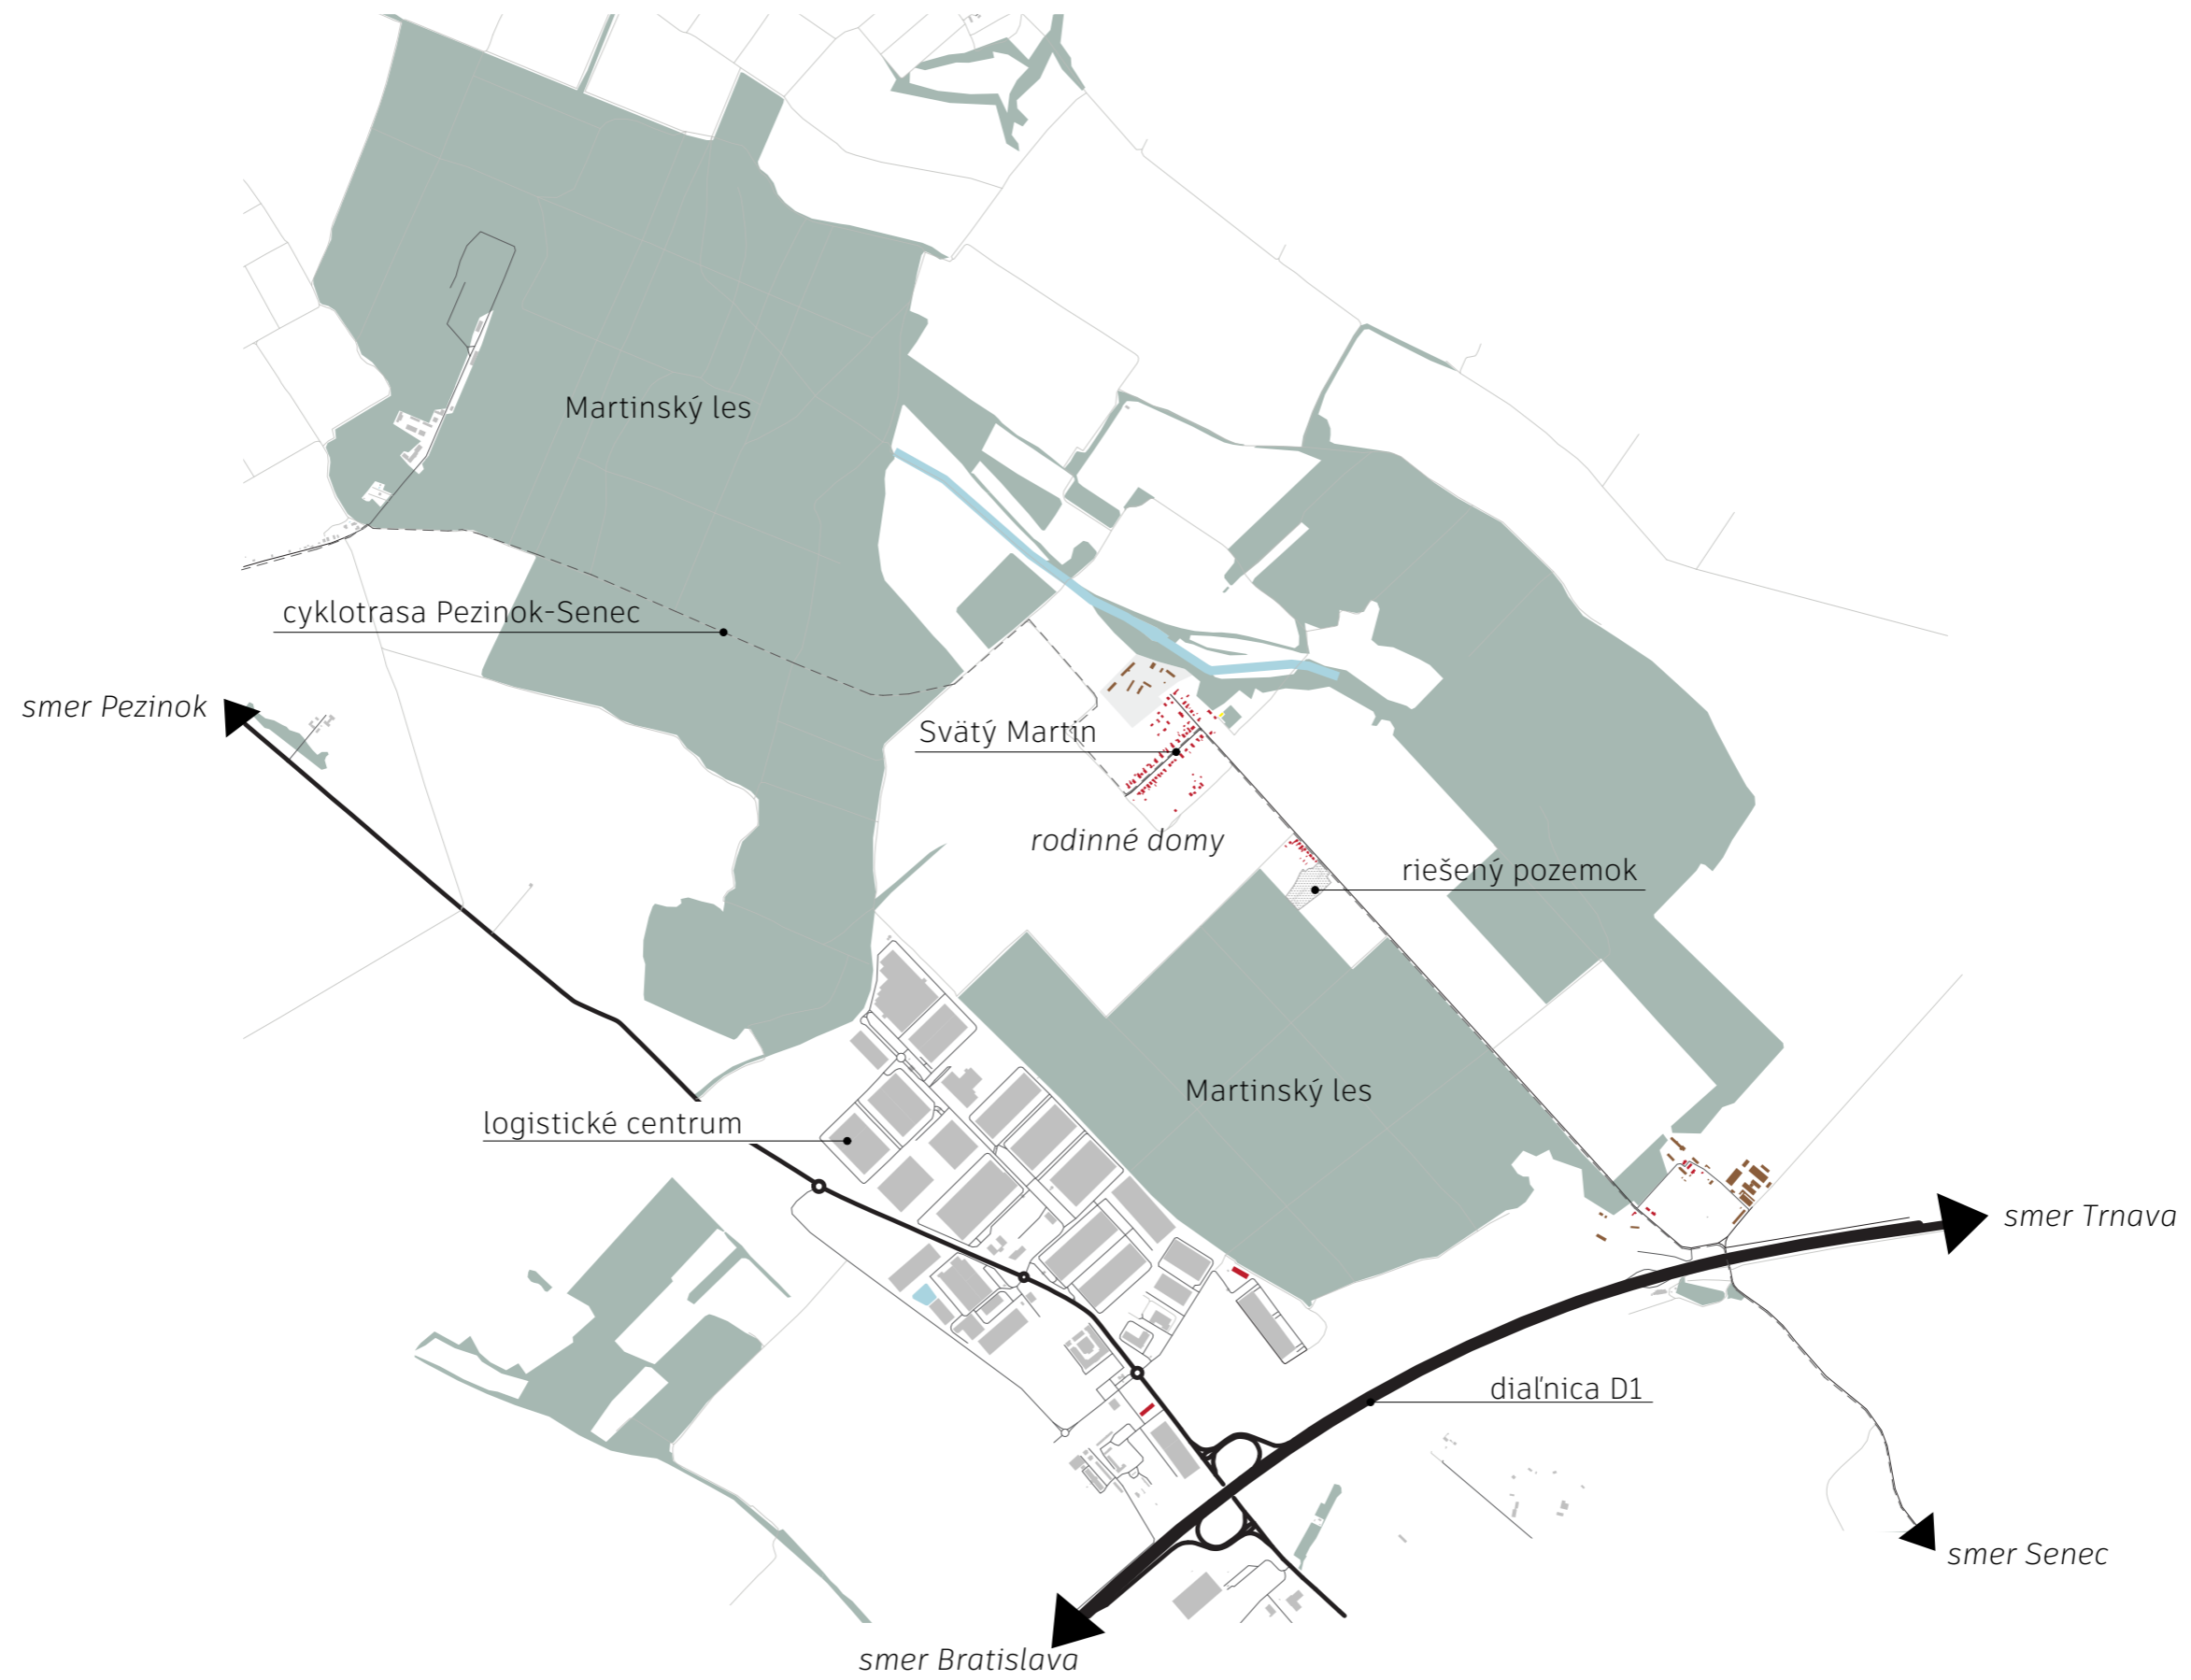 Martinský les
cyklotrasa Pezinok-Senec
smer Pezinok
Svätý Martin
rodinné domy
riešený pozemok
Martinský les
logistické centrum
smer Trnava
diaľnica D1
smer Senec
smer Bratislava